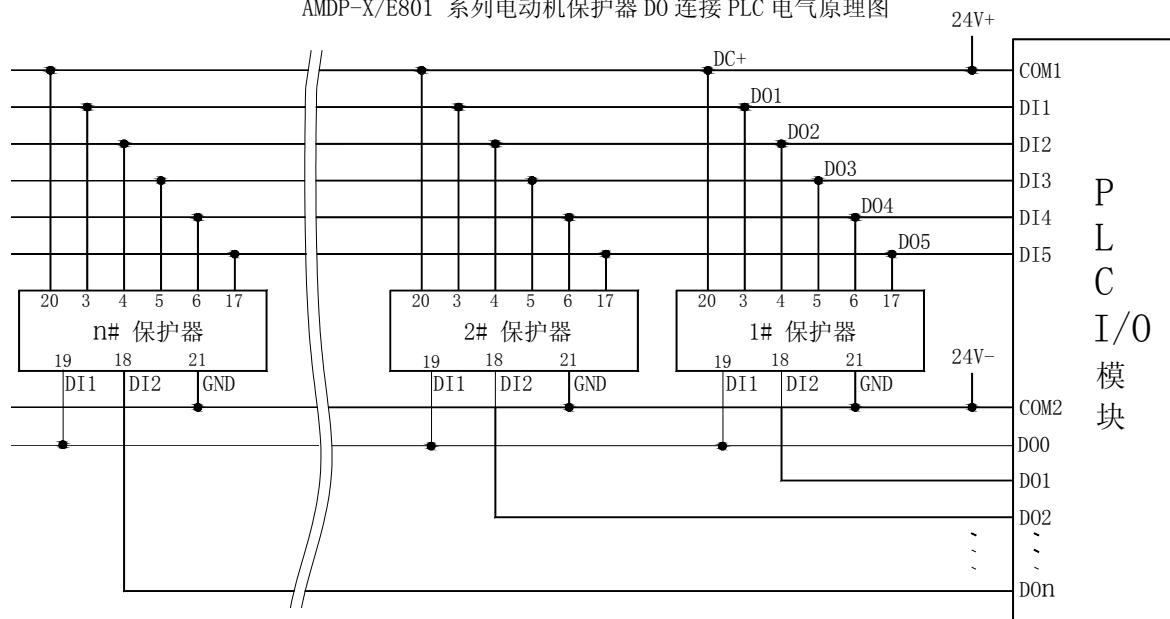 AMDP-X/E801 系列电动机保护器 DO 连接 PLC 电气原理图
24V+
DC+
COM1
DO1
DI1
DO2
DI2
DO3
DI3
DO4
DI4
DO5
DI5
20 3 4 5 6 17
20 3 4 5 6 17
20 3 4 5 6 17
n# 保护器
2# 保护器
1# 保护器
19 18 21
19 18 21
19 18 21
DI1 DI2 GND
DI1 DI2 GND
DI1 DI2 GND
24V-
COM2
DO0
DO1
DO2
DOn
P
L
C
I/O
模
块